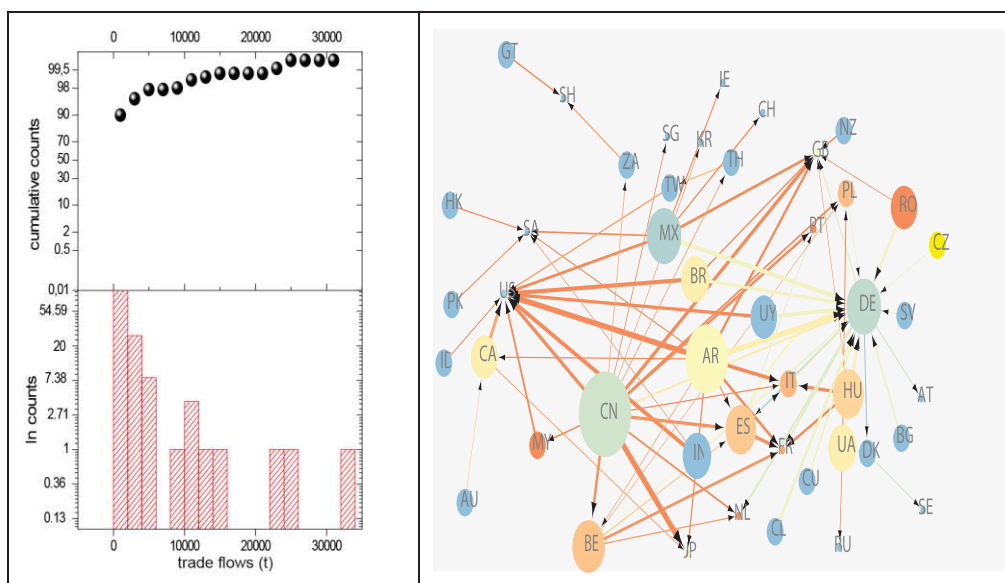 0 10000 20000 30000
99,5
98
90
70
50
30
10
2
0.5
0,01
cumulative counts
54.59
20
7.38
2.71
1
0.36
0.13
ln counts
0 10000 20000 30000
trade flows (t)
GT
SH
IE
CH
SG
KR
NZ
GB
ZA
TW
TH
PL
RO
HK
SA
MX
PT
CZ
BR
US
PK
UY
DE
SV
IL
CA
AR
IT
HU
AT
CN
ES
MY
IN
FR
UA
DK
BG
AU
CU
NL
SE
CL
BE
JP
RU